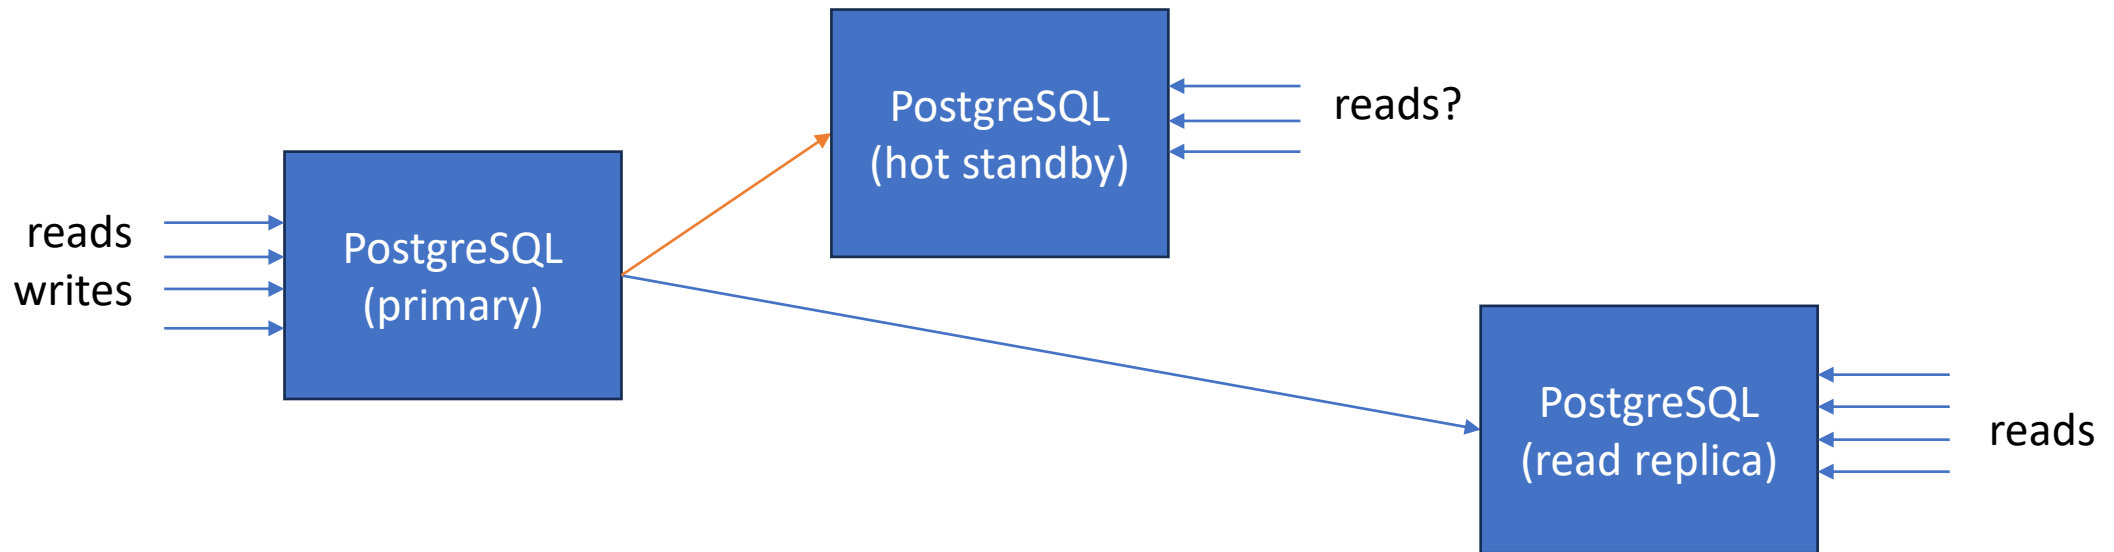 reads
writes
PostgreSQL
(primary)
PostgreSQL
(hot standby)
reads?
PostgreSQL
(read replica)
reads